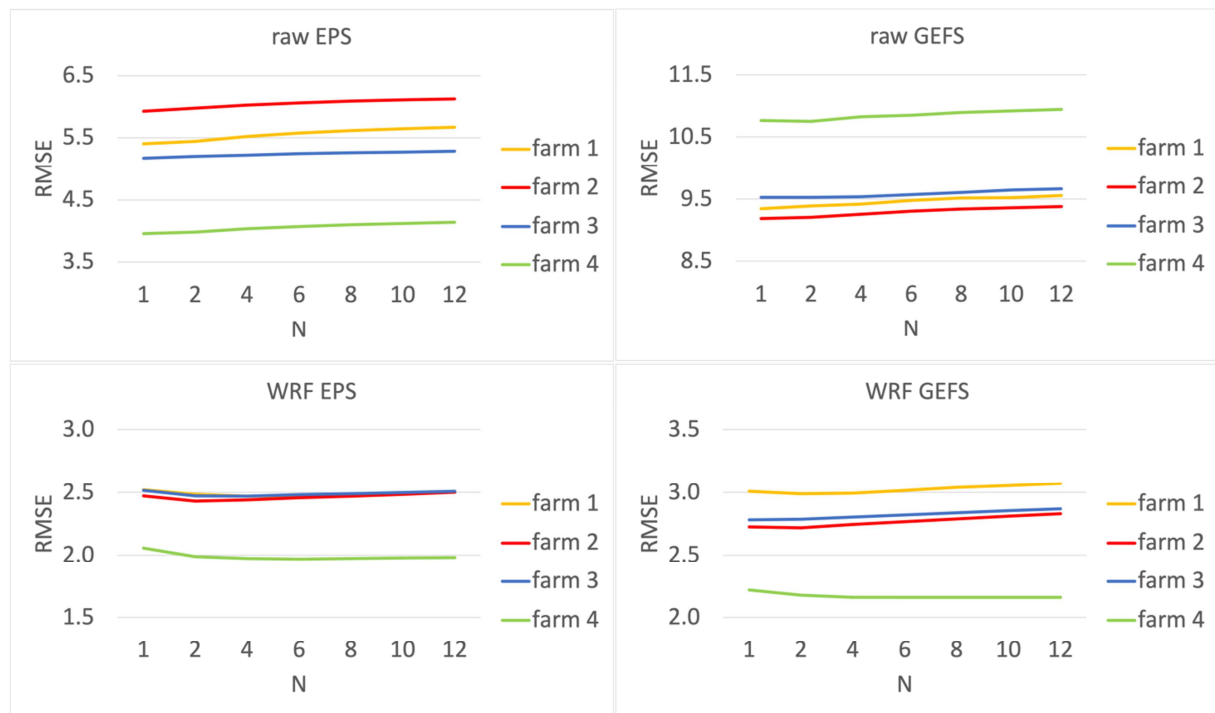 raw EPS
6.5
5.5
4.5
3.5
RMSE
1 2 4 6 8 10 12
N
farm 1
farm 2
farm 3
farm 4
raw GEFS
11.5
10.5
9.5
8.5
RMSE
1 2 4 6 8 10 12
N
farm 1
farm 2
farm 3
farm 4
WRF EPS
3.0
2.5
2.0
1.5
RMSE
1 2 4 6 8 10 12
N
farm 1
farm 2
farm 3
farm 4
WRF GEFS
3.5
3.0
2.5
2.0
RMSE
1 2 4 6 8 10 12
N
farm 1
farm 2
farm 3
farm 4